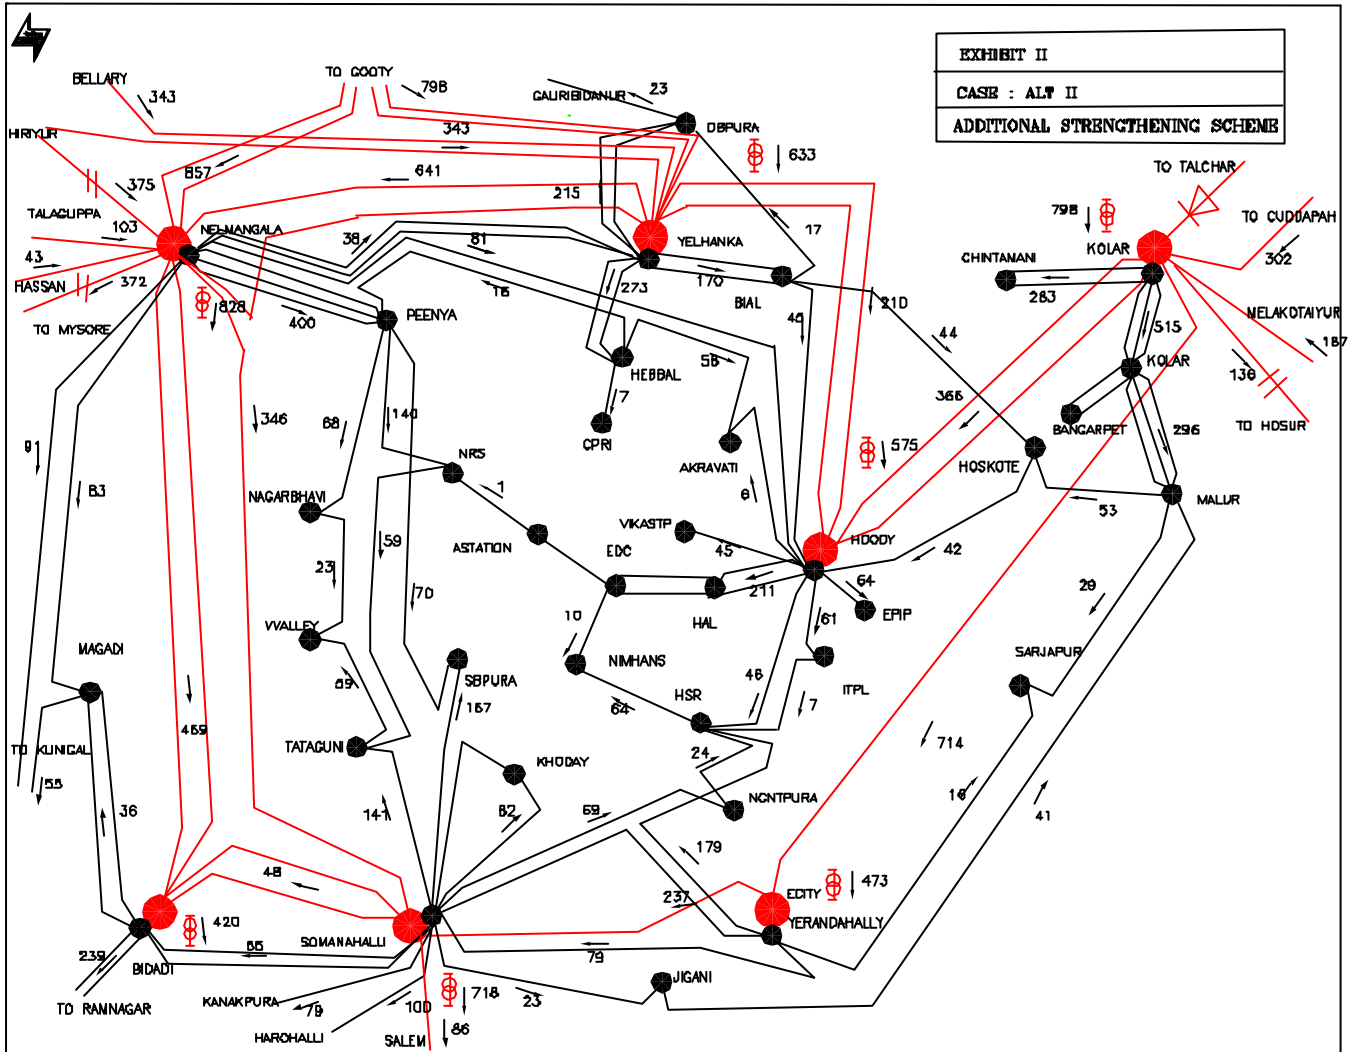 EXHIBIT II
CASE : ALT II
ADDITIONAL STRENGTHENING SCHEME
BELLARY
343
TO GOOTY
798
GAURIBIDANUR
23
DBPURA
633
HIRIYUR
343
857
375
641
215
TO TALCHAR
TO CUDDAPAH
798
KOLAR
302
TALAGUPPA
103
NELMANGALA
38
81
YELHANKA
17
CHINTAMANI
283
43
HASSAN
372
828
400
16
273
170
BIAL
45
210
44
515
MELAKOTAIYUR
187
TO MYSORE
PEENYA
HEBBAL
58
KOLAR
136
346
68
140
7
CPRI
AKRAVATI
366
BANGARPET
296
TO HOSUR
91
83
NRS
575
HOSKOTE
NAGARBHAVI
1
6
MALUR
53
59
ASTATION
VIKASTP
45
EDC
HOODY
42
23
70
211
64
EPIP
29
10
HAL
61
VVALLEY
MAGADI
NIMHANS
ITPL
SARJAPUR
89
SBPURA
64
HSR
46
7
469
167
TO KUNIGAL
TATAGUNI
24
714
55
KHODAY
NGNTPURA
36
141
82
69
16
41
48
179
ECITY
473
237
YERANDAHALLY
420
SOMANAHALLI
239
BIDADI
66
79
JIGANI
TO RAMNAGAR
KANAKPURA
79
100
718
23
HAROHALLI
SALEM
86